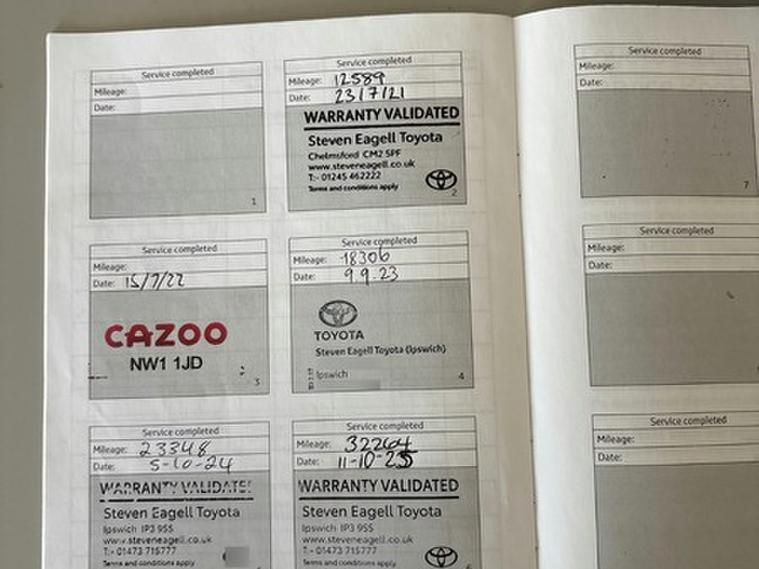 Service completed
Mileage:
Date:
1
Service completed
Mileage: 12589
Date: 23/7/21
WARRANTY VALIDATED
Steven Eagell Toyota
Chelmsford CM2 5PF
www.steveneagell.co.uk
T:- 01245 462222
Terms and conditions apply
2
Service completed
Mileage:
Date: 15/7/22
CAZOO
NW1 1JD
3
Service completed
Mileage: 18306
Date: 9.9.23
TOYOTA
Steven Eagell Toyota (Ipswich)
Ipswich
4
Service completed
Mileage: 23348
Date: 5-10-24
WARRANTY VALIDATE
Steven Eagell Toyota
Ipswich IP3 9SS
www.steveneagell.co.uk
T:- 01473 715777
Terms and conditions apply
Service completed
Mileage: 32264
Date: 11-10-25
WARRANTY VALIDATED
Steven Eagell Toyota
Ipswich IP3 9SS
www.steveneagell.co.uk
T:- 01473 715777
Terms and conditions apply
Service completed
Mileage:
Date:
7
Service completed
Mileage:
Date:
Service completed
Mileage:
Date: